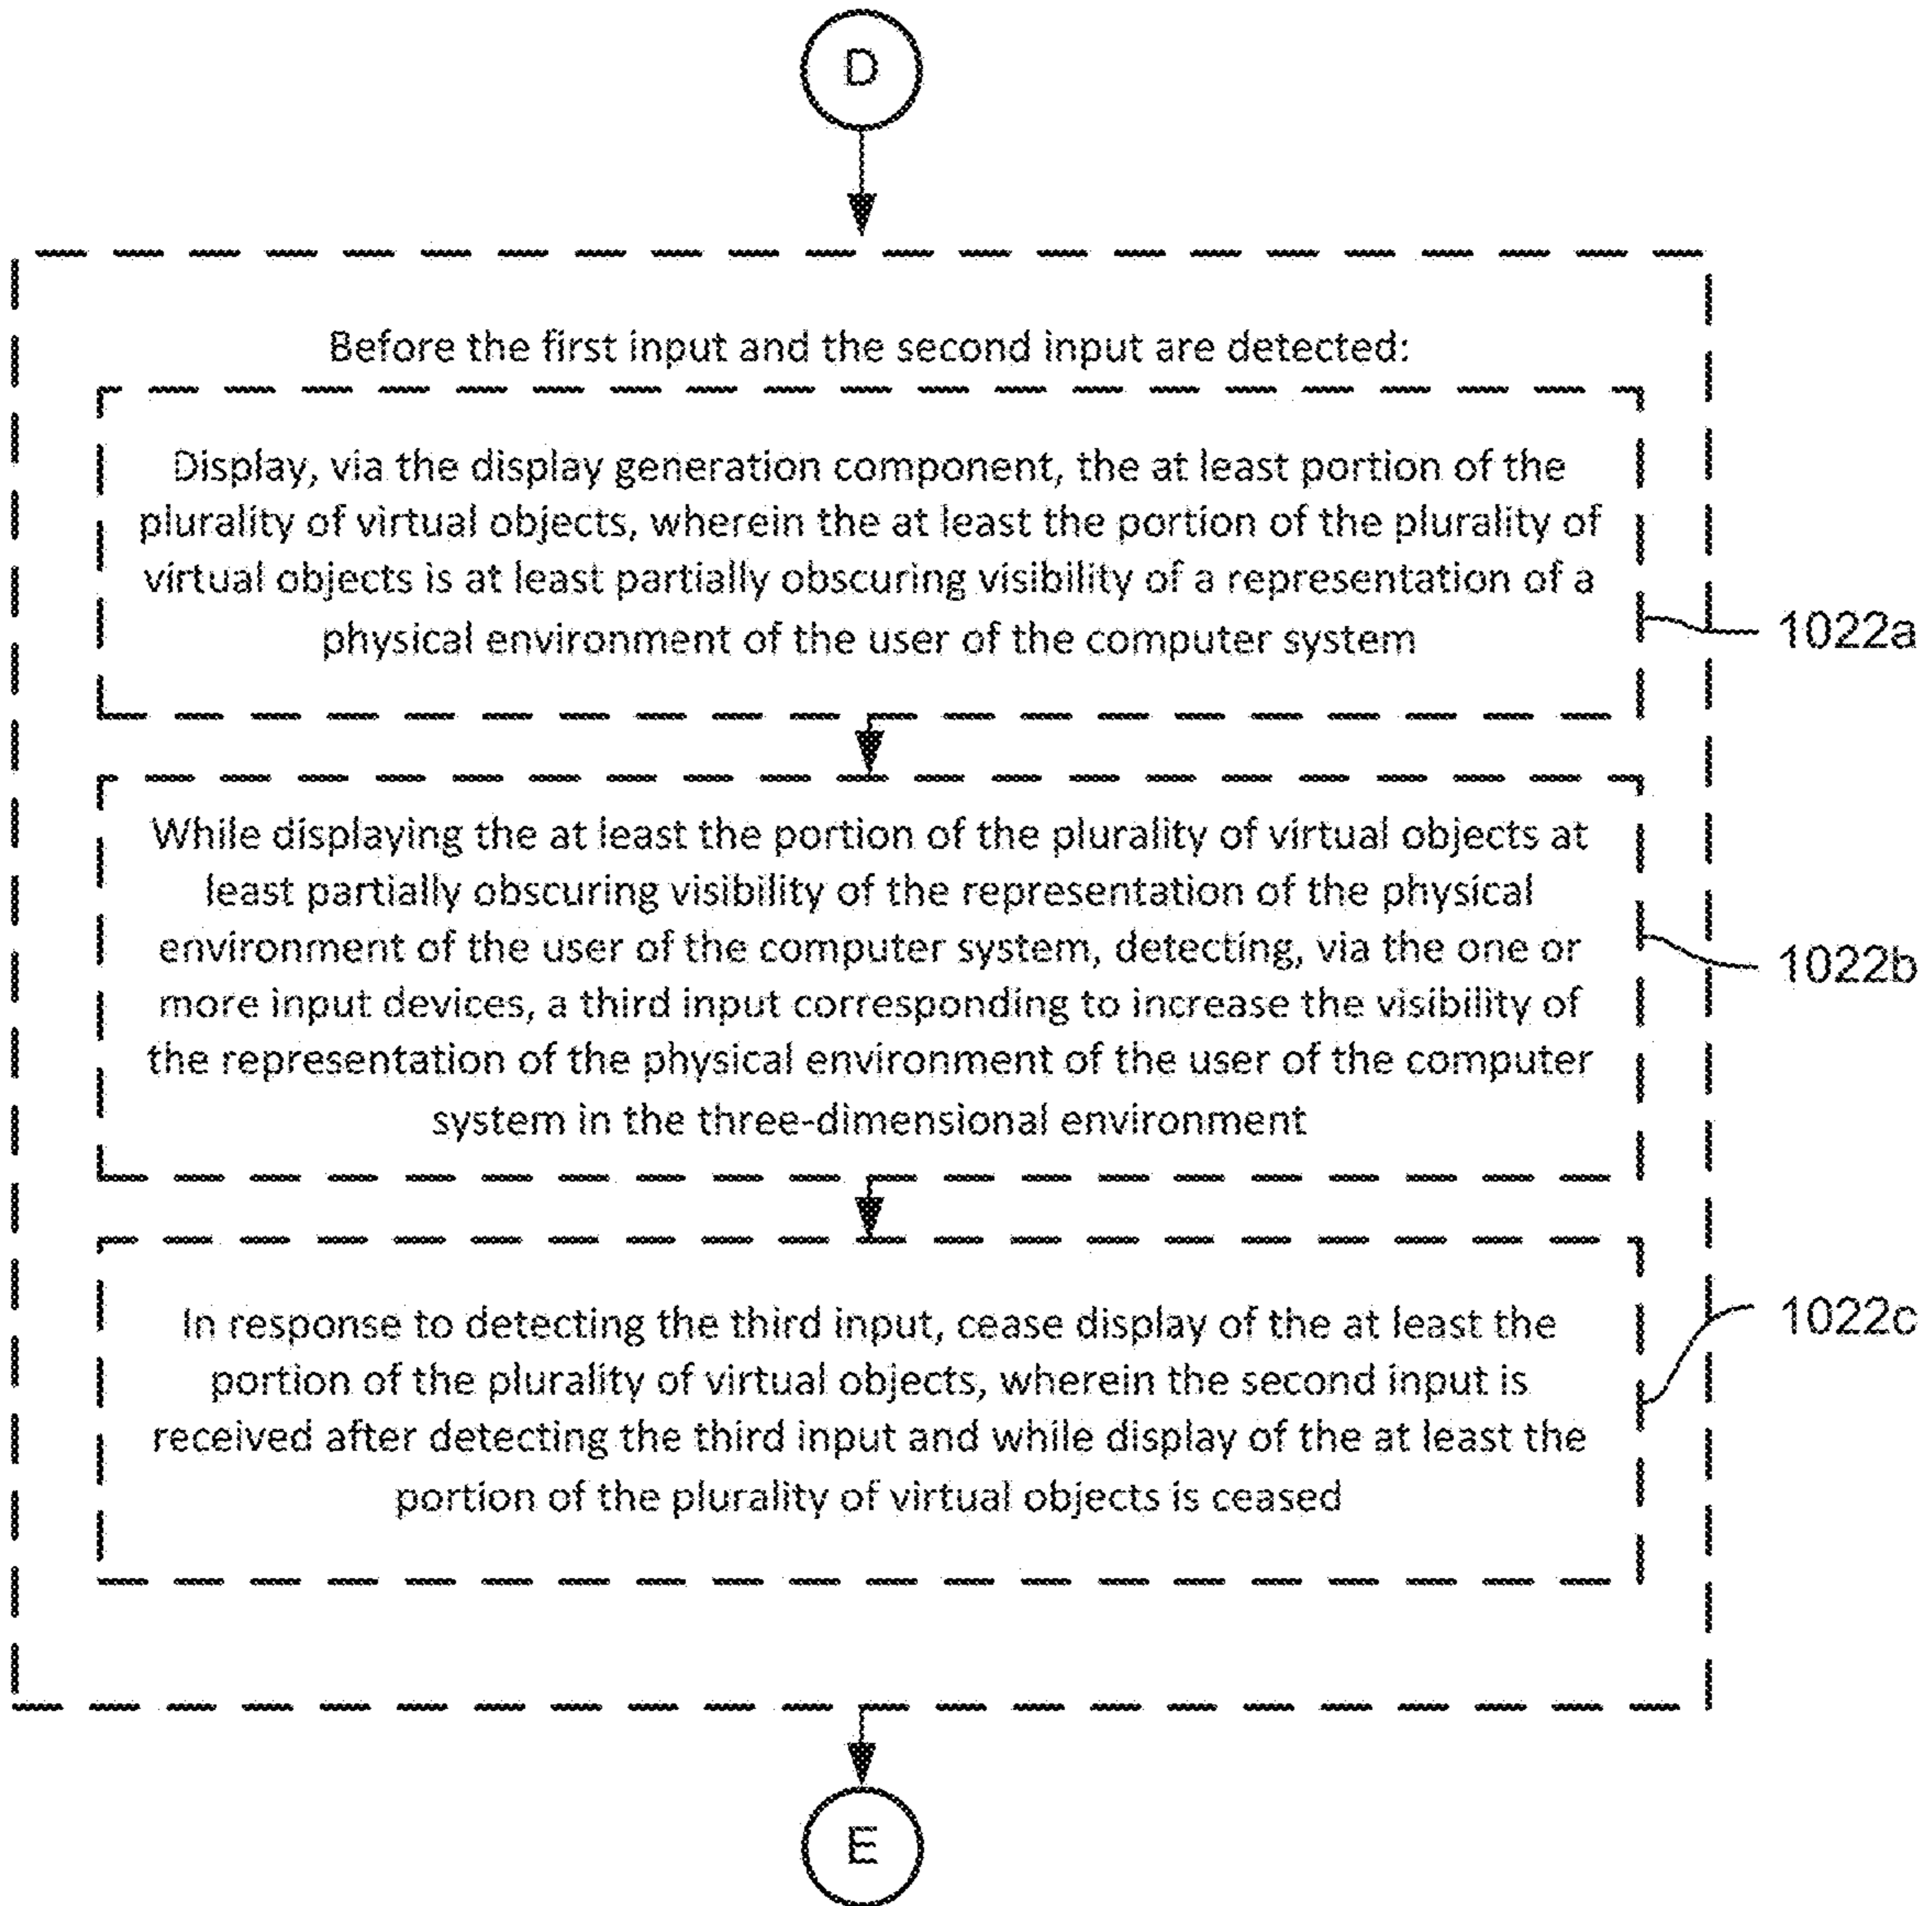 D
Before the first input and the second input are detected:
Display, via the display generation component, the at least portion of the
plurality of virtual objects, wherein the at least the portion of the plurality of
virtual objects is at least partially obscuring visibility of a representation of a
physical environment of the user of the computer system
1022a
While displaying the at least the portion of the plurality of virtual objects at
least partially obscuring visibility of the representation of the physical
environment of the user of the computer system, detecting, via the one or
more input devices, a third input corresponding to increase the visibility of
the representation of the physical environment of the user of the computer
system in the three-dimensional environment
1022b
In response to detecting the third input, cease display of the at least the
portion of the plurality of virtual objects, wherein the second input is
received after detecting the third input and while display of the at least the
portion of the plurality of virtual objects is ceased
1022c
E